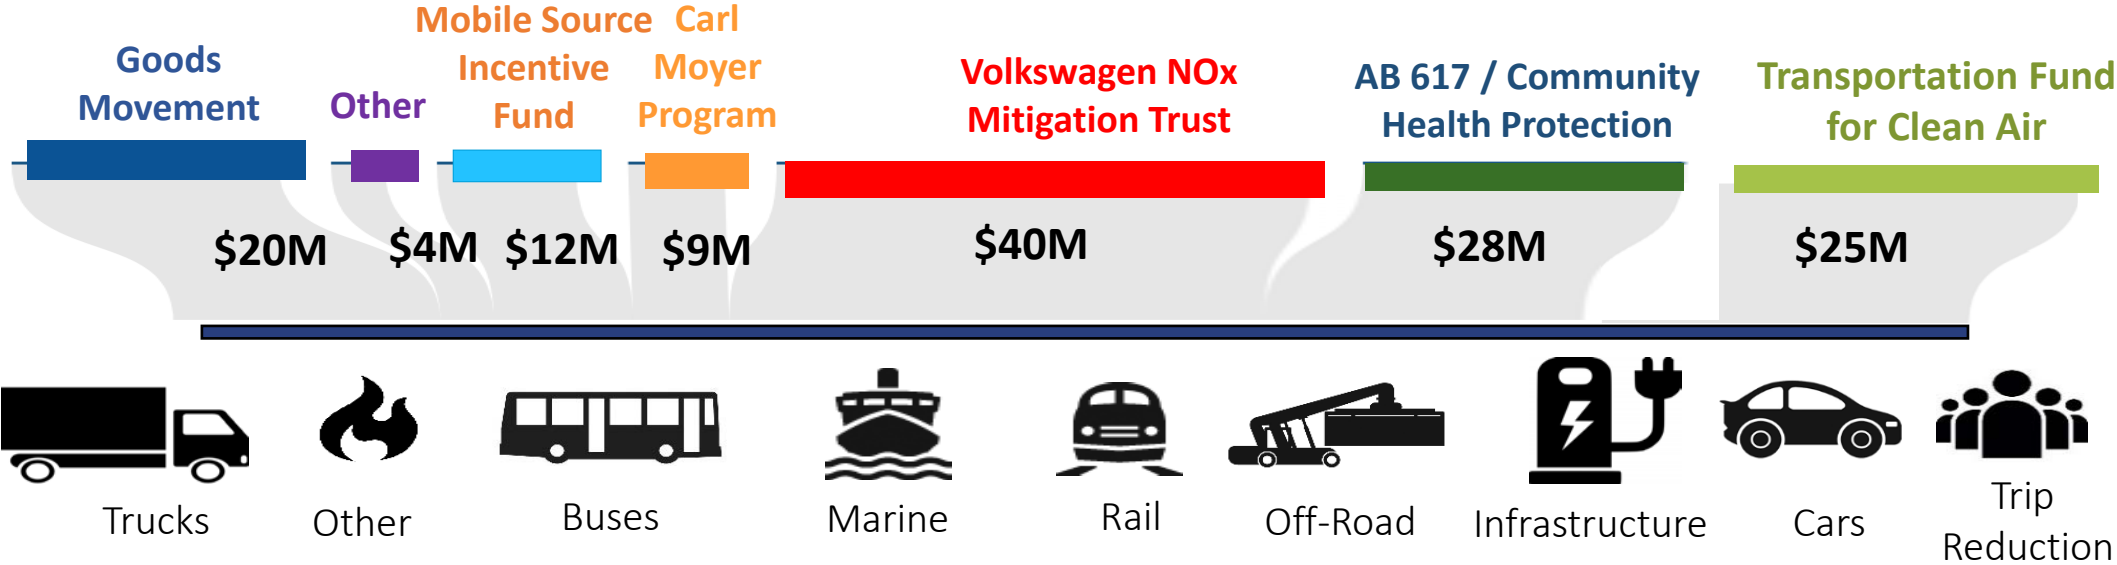 Goods
Movement
Other
Mobile Source
Incentive
Fund
Carl
Moyer
Program
Volkswagen NOx
Mitigation Trust
AB 617 / Community
Health Protection
Transportation Fund
for Clean Air
$20M
$4M
$12M
$9M
$40M
$28M
$25M
Trucks
Other
Buses
Marine
Rail
Off-Road
Infrastructure
Cars
Trip
Reduction